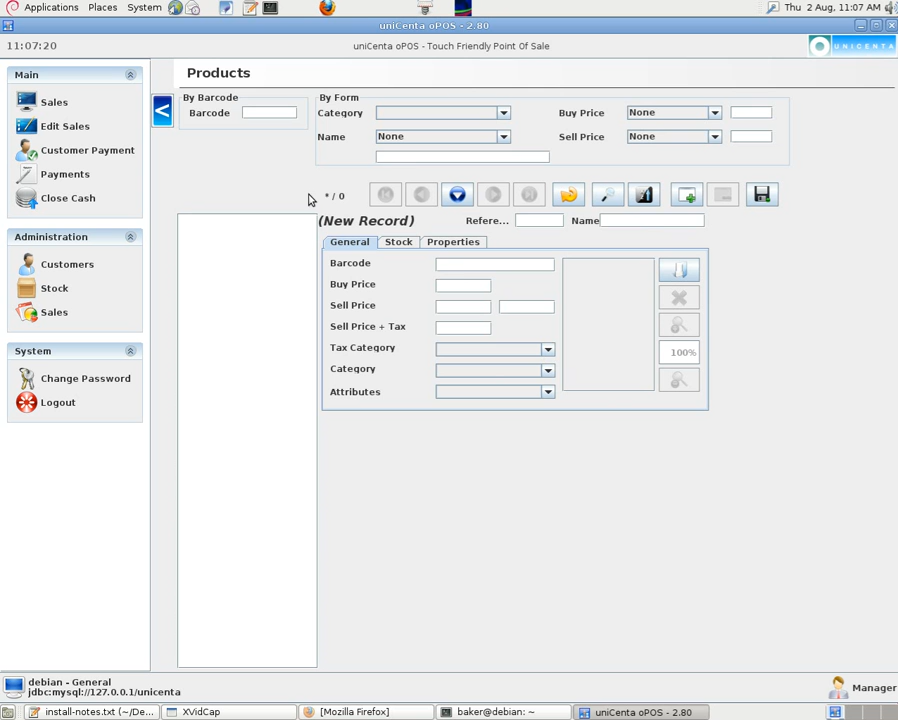 Applications Places System Thu 2 Aug, 11:07 AM
uniCenta oPOS - 2.80
11:07:20 uniCenta oPOS - Touch Friendly Point Of Sale UNICENTA
Main
Sales
Edit Sales
Customer Payment
Payments
Close Cash
Administration
Customers
Stock
Sales
System
Change Password
Logout
Products
<
By Barcode
Barcode
By Form
Category Buy Price None
Name None Sell Price None
* / 0
(New Record) Refere... Name
General Stock Properties
Barcode
Buy Price
Sell Price
Sell Price + Tax
Tax Category
Category
Attributes
100%
debian - General
jdbc:mysql://127.0.0.1/unicenta
Manager
install-notes.txt (~/De... XVidCap [Mozilla Firefox] baker@debian: ~ uniCenta oPOS - 2.80